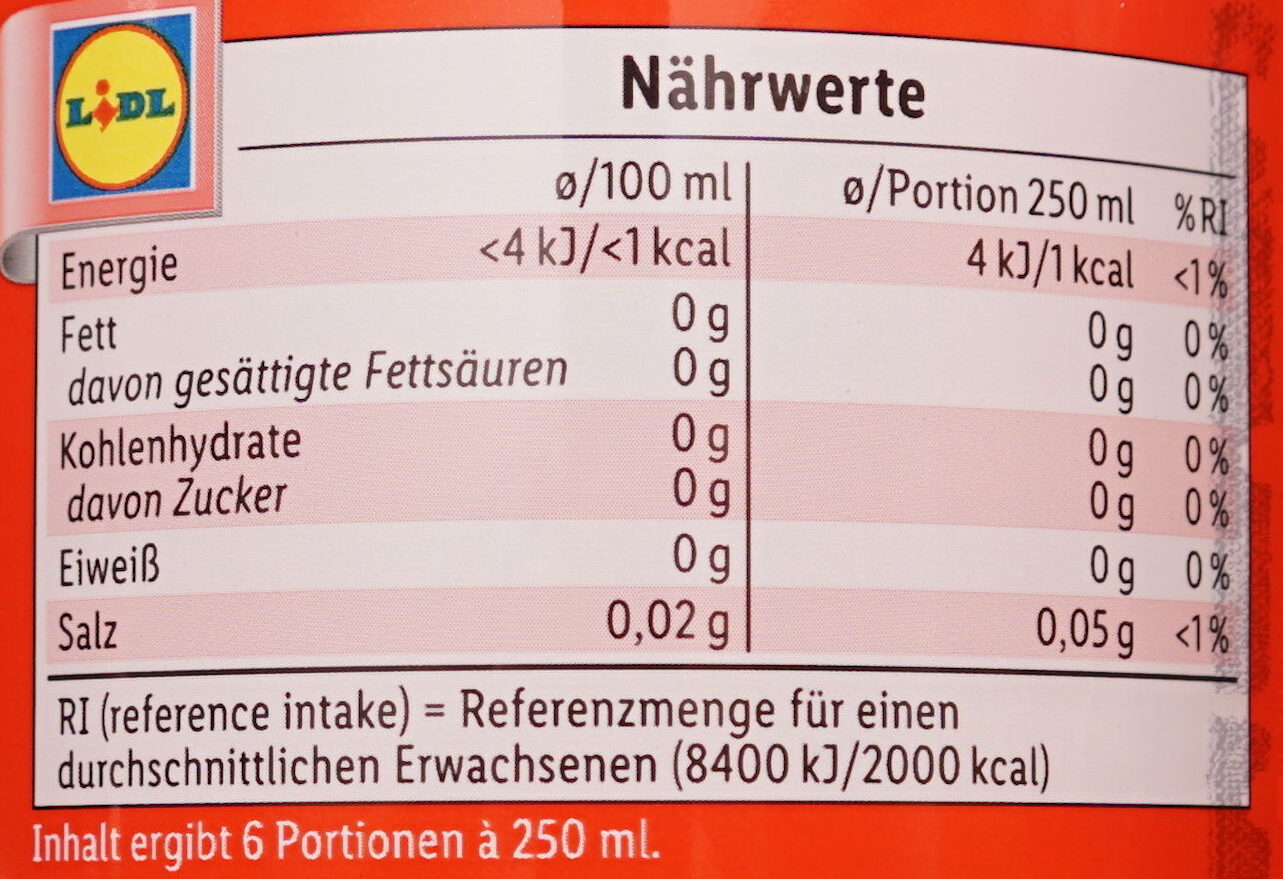 LIDL
Nährwerte
ø/100 ml ø/Portion 250 ml %RI
Energie <4 kJ/<1 kcal 4 kJ/1 kcal <1%
Fett 0 g 0 g 0%
davon gesättigte Fettsäuren 0 g 0 g 0%
Kohlenhydrate 0 g 0 g 0%
davon Zucker 0 g 0 g 0%
Eiweiß 0 g 0 g 0%
Salz 0,02 g 0,05 g <1%
RI (reference intake) = Referenzmenge für einen
durchschnittlichen Erwachsenen (8400 kJ/2000 kcal)
Inhalt ergibt 6 Portionen à 250 ml.